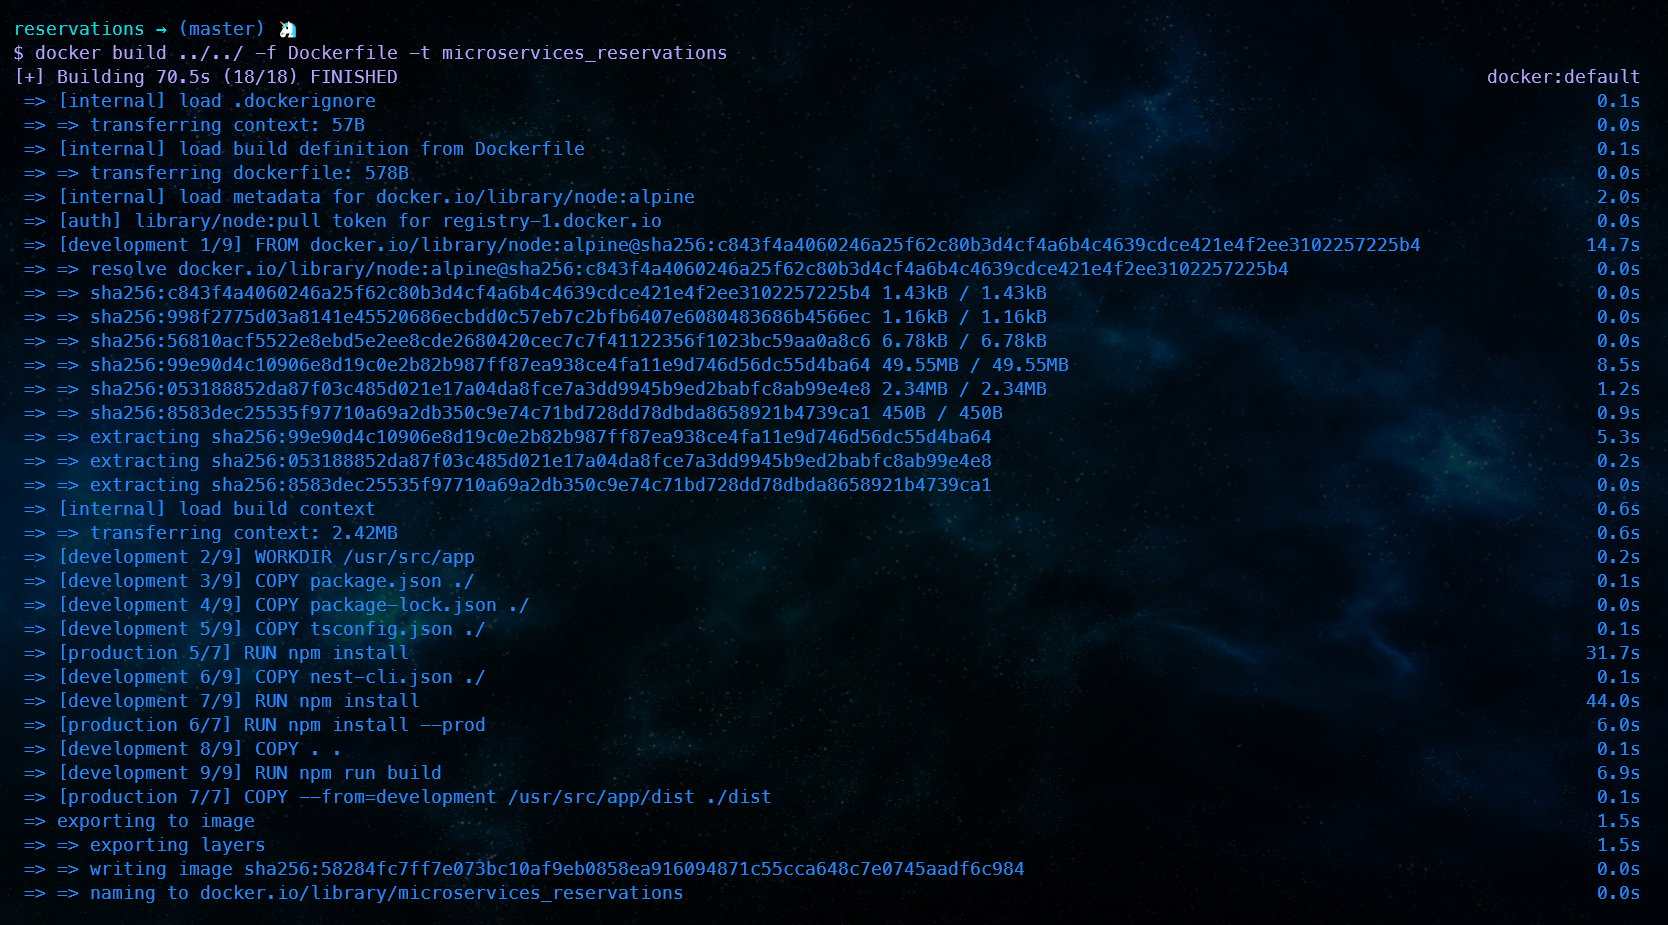 reservations → (master) 🦄
$ docker build ../../ -f Dockerfile -t microservices_reservations
[+] Building 70.5s (18/18) FINISHED docker:default
=> [internal] load .dockerignore 0.1s
=> => transferring context: 57B 0.0s
=> [internal] load build definition from Dockerfile 0.1s
=> => transferring dockerfile: 578B 0.0s
=> [internal] load metadata for docker.io/library/node:alpine 2.0s
=> [auth] library/node:pull token for registry-1.docker.io 0.0s
=> [development 1/9] FROM docker.io/library/node:alpine@sha256:c843f4a4060246a25f62c80b3d4cf4a6b4c4639cdce421e4f2ee3102257225b4 14.7s
=> => resolve docker.io/library/node:alpine@sha256:c843f4a4060246a25f62c80b3d4cf4a6b4c4639cdce421e4f2ee3102257225b4 0.0s
=> => sha256:c843f4a4060246a25f62c80b3d4cf4a6b4c4639cdce421e4f2ee3102257225b4 1.43kB / 1.43kB 0.0s
=> => sha256:998f2775d03a8141e45520686ecbdd0c57eb7c2bfb6407e6080483686b4566ec 1.16kB / 1.16kB 0.0s
=> => sha256:56810acf5522e8ebd5e2ee8cde2680420cec7c7f41122356f1023bc59aa0a8c6 6.78kB / 6.78kB 0.0s
=> => sha256:99e90d4c10906e8d19c0e2b82b987ff87ea938ce4fa11e9d746d56dc55d4ba64 49.55MB / 49.55MB 8.5s
=> => sha256:053188852da87f03c485d021e17a04da8fce7a3dd9945b9ed2babfc8ab99e4e8 2.34MB / 2.34MB 1.2s
=> => sha256:8583dec25535f97710a69a2db350c9e74c71bd728dd78dbda8658921b4739ca1 450B / 450B 0.9s
=> => extracting sha256:99e90d4c10906e8d19c0e2b82b987ff87ea938ce4fa11e9d746d56dc55d4ba64 5.3s
=> => extracting sha256:053188852da87f03c485d021e17a04da8fce7a3dd9945b9ed2babfc8ab99e4e8 0.2s
=> => extracting sha256:8583dec25535f97710a69a2db350c9e74c71bd728dd78dbda8658921b4739ca1 0.0s
=> [internal] load build context 0.6s
=> => transferring context: 2.42MB 0.6s
=> [development 2/9] WORKDIR /usr/src/app 0.2s
=> [development 3/9] COPY package.json ./ 0.1s
=> [development 4/9] COPY package-lock.json ./ 0.0s
=> [development 5/9] COPY tsconfig.json ./ 0.1s
=> [production 5/7] RUN npm install 31.7s
=> [development 6/9] COPY nest-cli.json ./ 0.1s
=> [development 7/9] RUN npm install 44.0s
=> [production 6/7] RUN npm install --prod 6.0s
=> [development 8/9] COPY . . 0.1s
=> [development 9/9] RUN npm run build 6.9s
=> [production 7/7] COPY --from=development /usr/src/app/dist ./dist 0.1s
=> exporting to image 1.5s
=> => exporting layers 1.5s
=> => writing image sha256:58284fc7ff7e073bc10af9eb0858ea916094871c55cca648c7e0745aadf6c984 0.0s
=> => naming to docker.io/library/microservices_reservations 0.0s